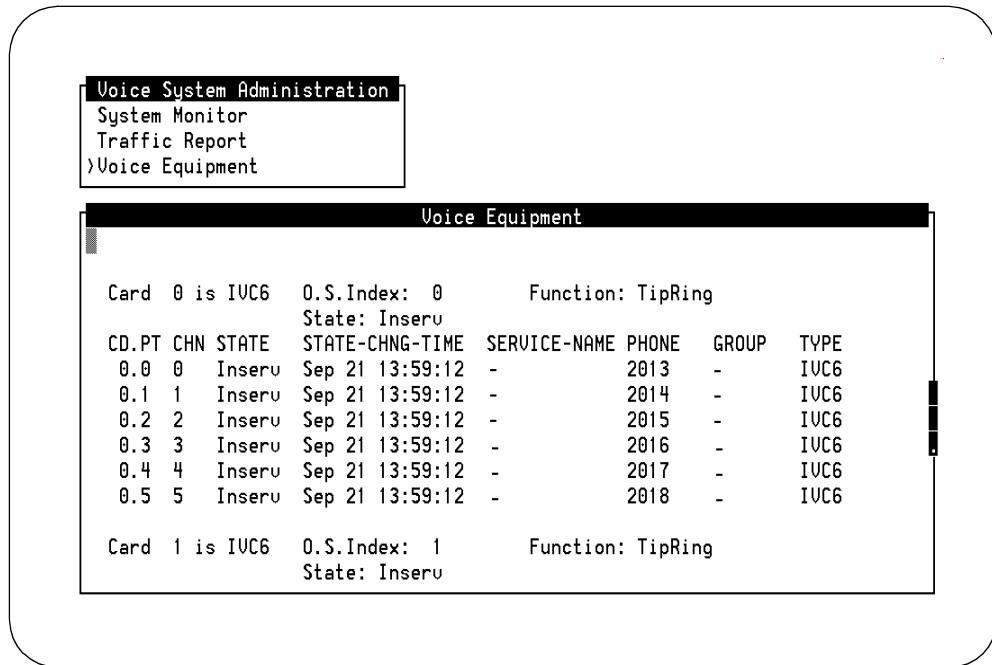 Voice System Administration
System Monitor
Traffic Report
>Voice Equipment
Voice Equipment
Card 0 is IVC6 O.S.Index: 0 Function: TipRing
State: Inserv
CD.PT CHN STATE STATE-CHNG-TIME SERVICE-NAME PHONE GROUP TYPE
0.0 0 Inserv Sep 21 13:59:12 - 2013 - IVC6
0.1 1 Inserv Sep 21 13:59:12 - 2014 - IVC6
0.2 2 Inserv Sep 21 13:59:12 - 2015 - IVC6
0.3 3 Inserv Sep 21 13:59:12 - 2016 - IVC6
0.4 4 Inserv Sep 21 13:59:12 - 2017 - IVC6
0.5 5 Inserv Sep 21 13:59:12 - 2018 - IVC6
Card 1 is IVC6 O.S.Index: 1 Function: TipRing
State: Inserv